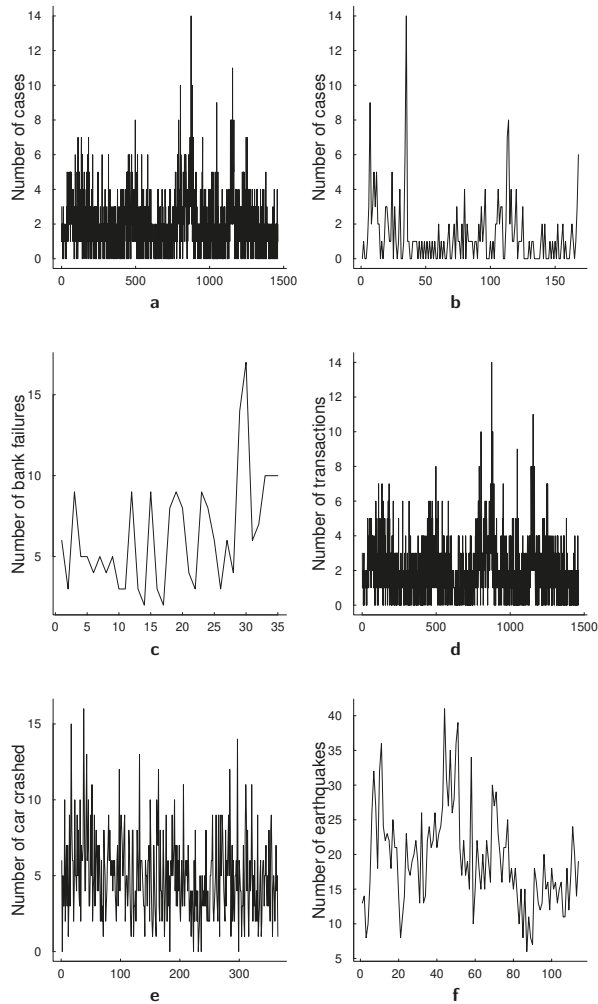 Number of cases
14
12
10
8
6
4
2
0
0 500 1000 1500
a
Number of cases
14
12
10
8
6
4
2
0
0 50 100 150
b
Number of bank failures
15
10
5
0 5 10 15 20 25 30 35
c
Number of transactions
14
12
10
8
6
4
2
0
0 500 1000 1500
d
Number of car crashed
15
10
5
0
0 100 200 300
e
Number of earthquakes
40
35
30
25
20
15
10
5
0 20 40 60 80 100
f